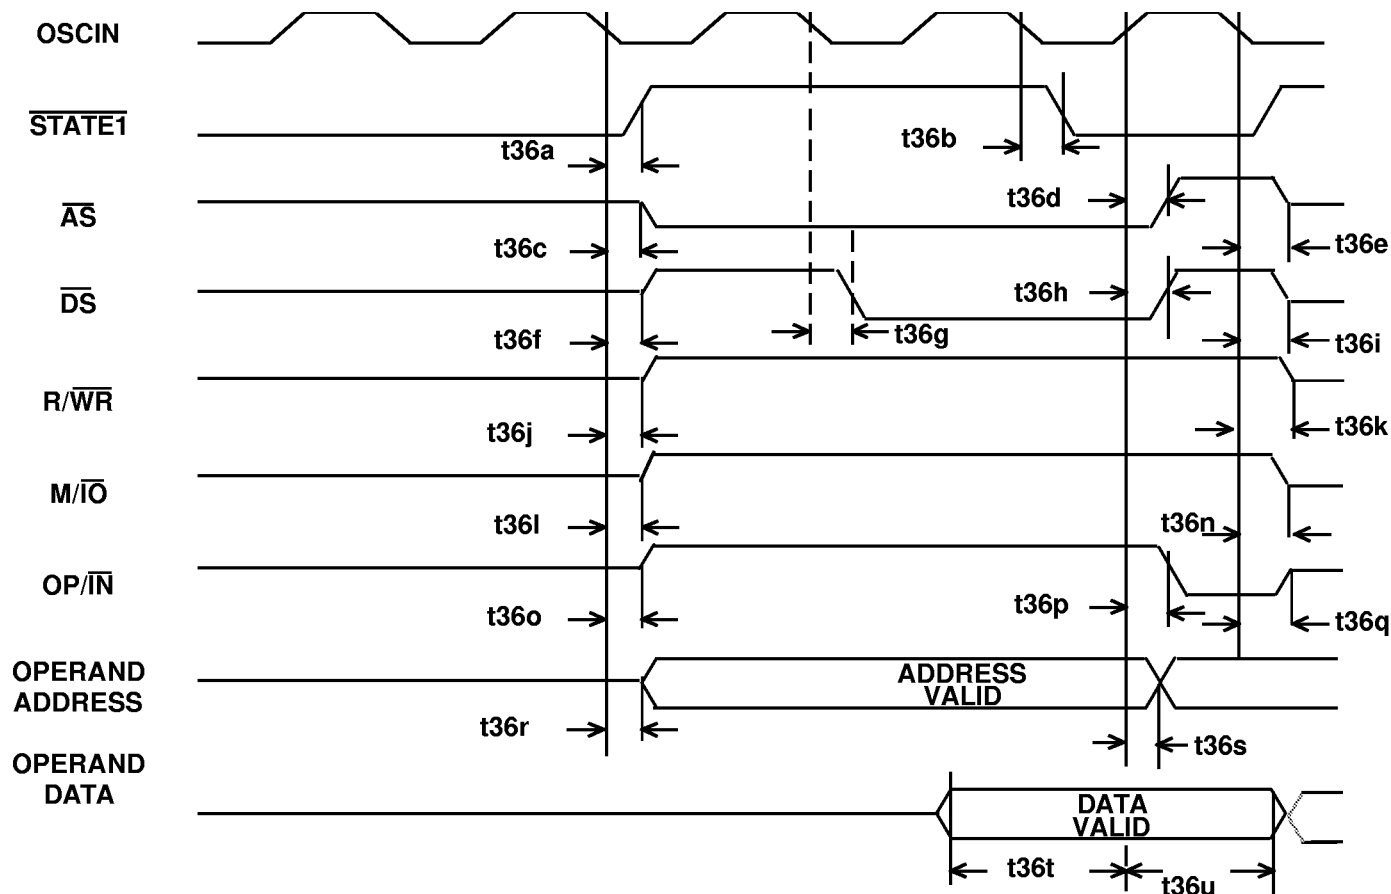 OSCIN
STATE1
t36a
t36b
AS
t36d
t36c
t36e
DS
t36h
t36f
t36g
t36i
R/WR
t36j
t36k
M/IO
t36l
t36n
OP/IN
t36o
t36p
t36q
OPERAND
ADDRESS
ADDRESS
VALID
t36r
t36s
OPERAND
DATA
DATA
VALID
t36t
t36u